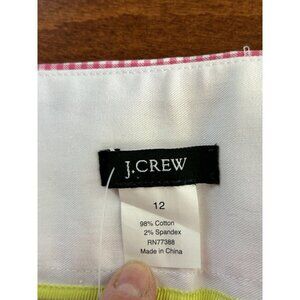 J.CREW
12
98% Cotton
2% Spandex
RN77388
Made in China